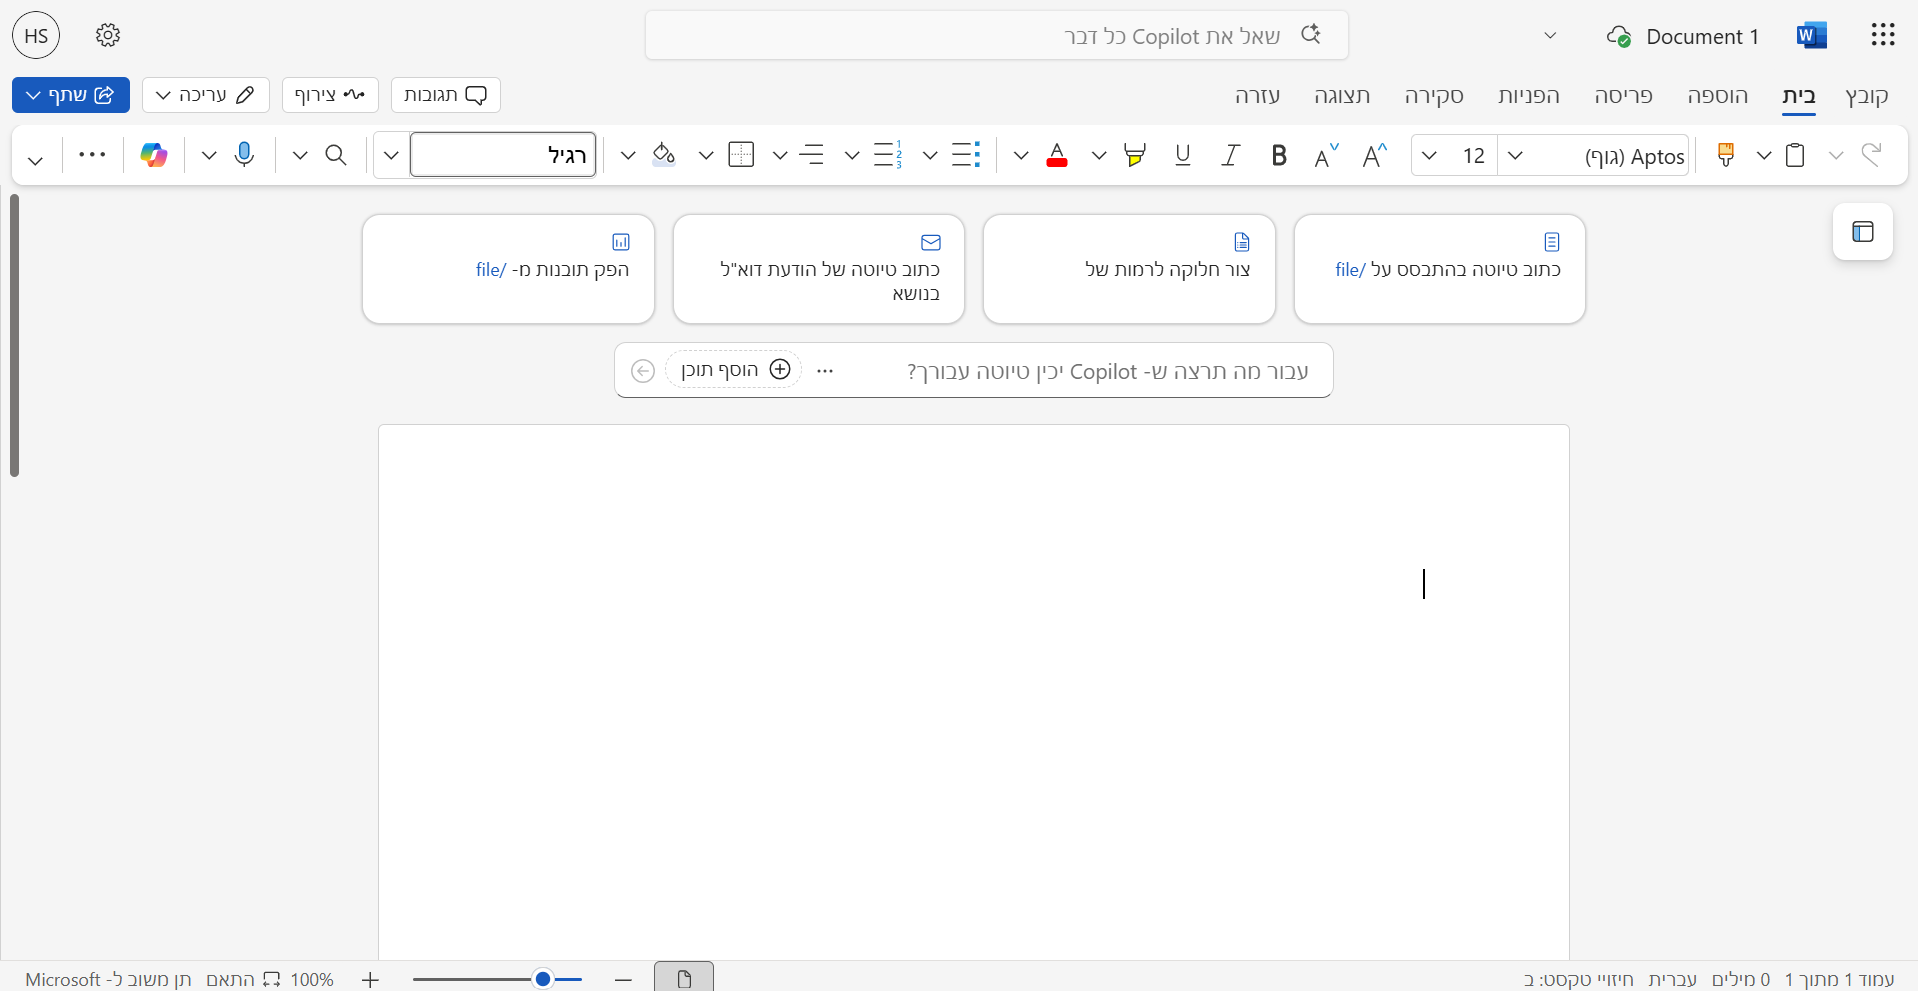 Document 1
שאל את Copilot כל דבר
HS
קובץ
בית
הוספה
פריסה
הפניות
סקירה
תצוגה
עזרה
תגובות
צירוף
עריכה
שתף
Aptos (גוף)
12
רגיל
כתוב טיוטה בהתבסס על /file
צור חלוקה לרמות של
כתוב טיוטה של הודעת דוא"ל
בנושא
הפק תובנות מ- /file
עבור מה תרצה ש- Copilot יכין טיוטה עבורך?
הוסף תוכן
עמוד 1 מתוך 1
0 מילים
עברית
חיזויי טקסט: ב
100%
התאם
תן משוב ל- Microsoft